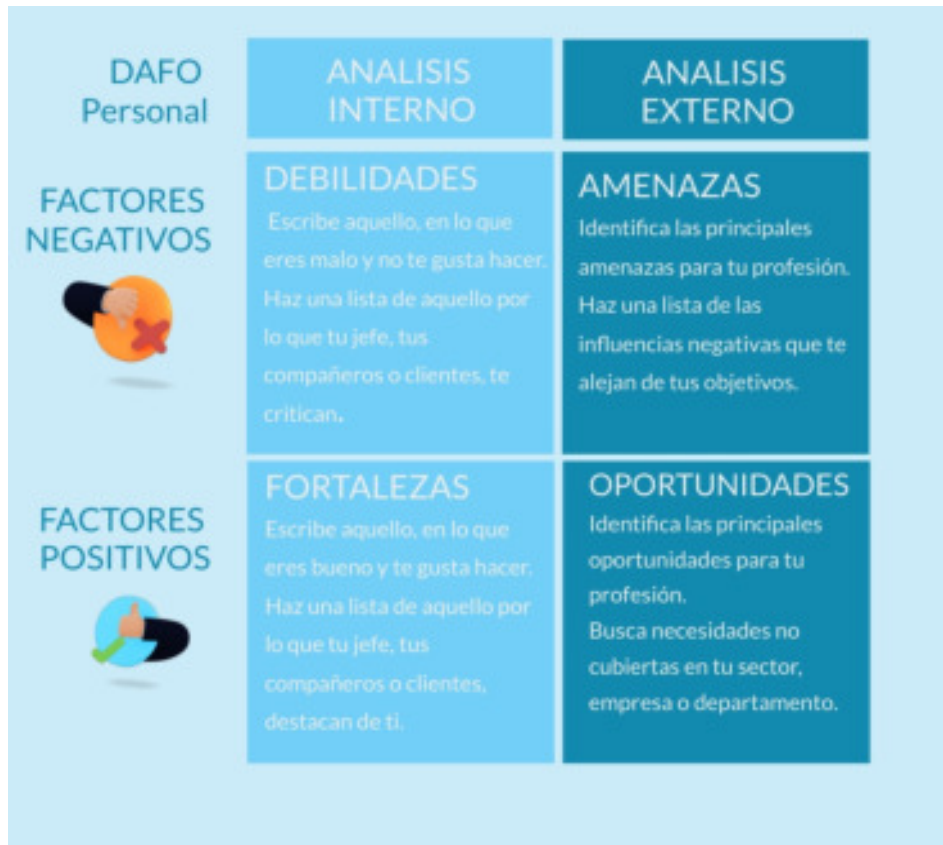 DAFO
Personal
ANALISIS
INTERNO
ANALISIS
EXTERNO
FACTORES
NEGATIVOS
DEBILIDADES
Escribe aquello, en lo que
eres malo y no te gusta hacer.
Haz una lista de aquello por
lo que tu jefe, tus
compañeros o clientes, te
critican.
AMENAZAS
Identifica las principales
amenazas para tu profesión.
Haz una lista de las
influencias negativas que te
alejan de tus objetivos.
FACTORES
POSITIVOS
FORTALEZAS
Escribe aquello, en lo que
eres bueno y te gusta hacer.
Haz una lista de aquello por
lo que tu jefe, tus
compañeros o clientes,
destacan de ti.
OPORTUNIDADES
Identifica las principales
oportunidades para tu
profesión.
Busca necesidades no
cubiertas en tu sector,
empresa o departamento.